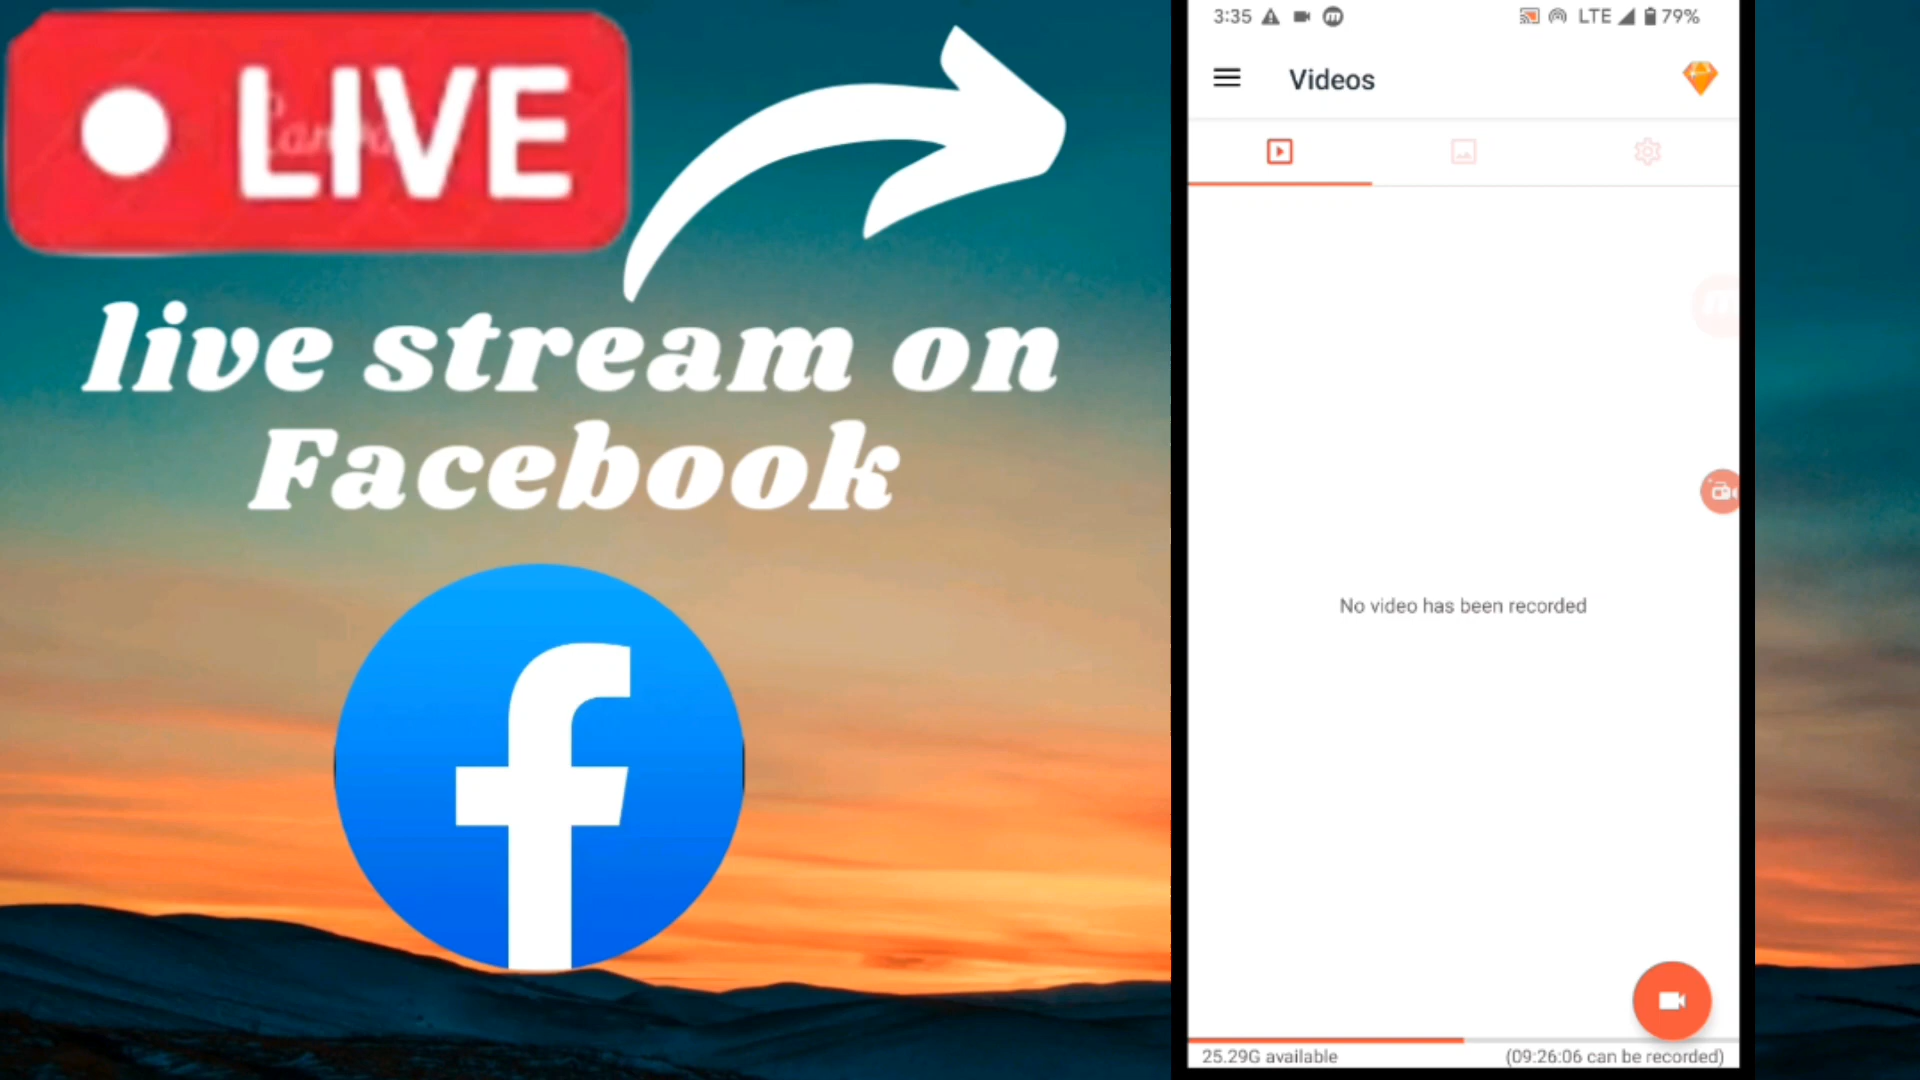 LIVE
live stream on
Facebook
3:35
LTE
79%
Videos
No video has been recorded
25.29G available
(09:26:06 can be recorded)